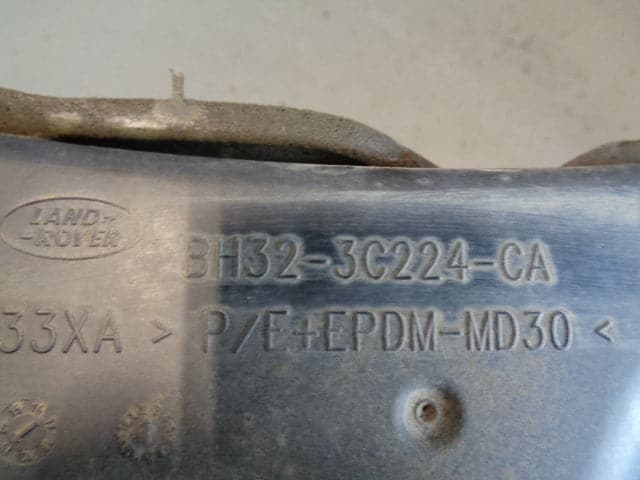 LAND-
-ROVER
BH32-3C224-CA
33XA > P/E+EPDM-MD30 <